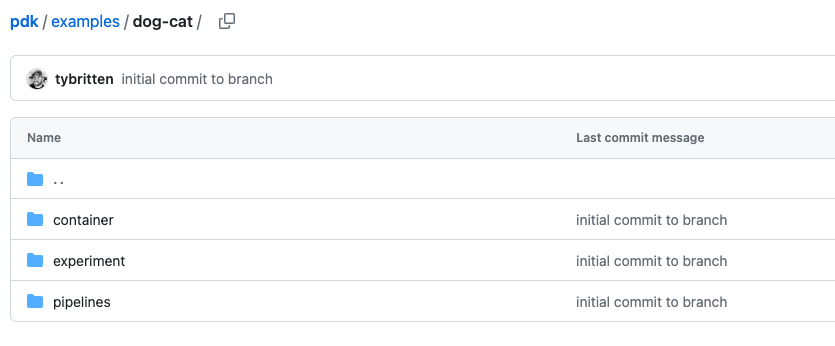 pdk / examples / dog-cat /
tybritten initial commit to branch
Name Last commit message
..
container initial commit to branch
experiment initial commit to branch
pipelines initial commit to branch